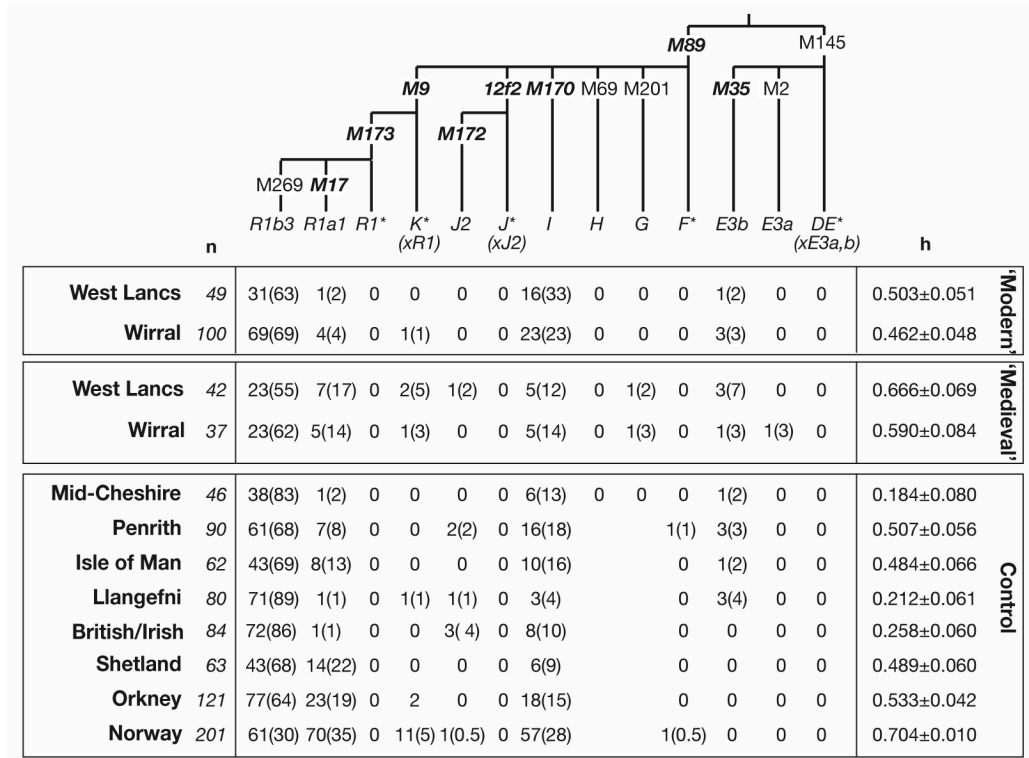 M89 M145
M9 12f2 M170 M69 M201 M35 M2
M173 M172
M269 M17
R1b3 R1a1 R1* K* J2 J* I H G F* E3b E3a DE*
(xR1) (xJ2) (xE3a,b)
n h
West Lancs 49 31(63) 1(2) 0 0 0 0 16(33) 0 0 0 1(2) 0 0 0.503±0.051
Wirral 100 69(69) 4(4) 0 1(1) 0 0 23(23) 0 0 0 3(3) 0 0 0.462±0.048
'Modern'
West Lancs 42 23(55) 7(17) 0 2(5) 1(2) 0 5(12) 0 1(2) 0 3(7) 0 0 0.666±0.069
Wirral 37 23(62) 5(14) 0 1(3) 0 0 5(14) 0 1(3) 0 1(3) 1(3) 0 0.590±0.084
'Medieval'
Mid-Cheshire 46 38(83) 1(2) 0 0 0 0 6(13) 0 0 0 1(2) 0 0 0.184±0.080
Penrith 90 61(68) 7(8) 0 0 2(2) 0 16(18) 1(1) 3(3) 0 0 0.507±0.056
Isle of Man 62 43(69) 8(13) 0 0 0 0 10(16) 0 1(2) 0 0 0.484±0.066
Llangefni 80 71(89) 1(1) 0 1(1) 1(1) 0 3(4) 0 3(4) 0 0 0.212±0.061
British/Irish 84 72(86) 1(1) 0 0 3( 4) 0 8(10) 0 0 0 0 0.258±0.060
Shetland 63 43(68) 14(22) 0 0 0 0 6(9) 0 0 0 0 0.489±0.060
Orkney 121 77(64) 23(19) 0 2 0 0 18(15) 0 0 0 0 0.533±0.042
Norway 201 61(30) 70(35) 0 11(5) 1(0.5) 0 57(28) 1(0.5) 0 0 0 0.704±0.010
Control